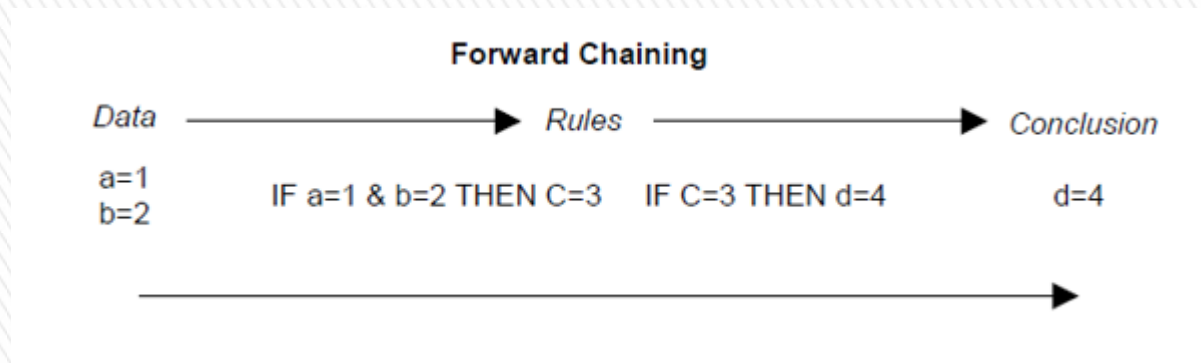 Forward Chaining
Data Rules Conclusion
a=1
b=2
IF a=1 & b=2 THEN C=3 IF C=3 THEN d=4 d=4